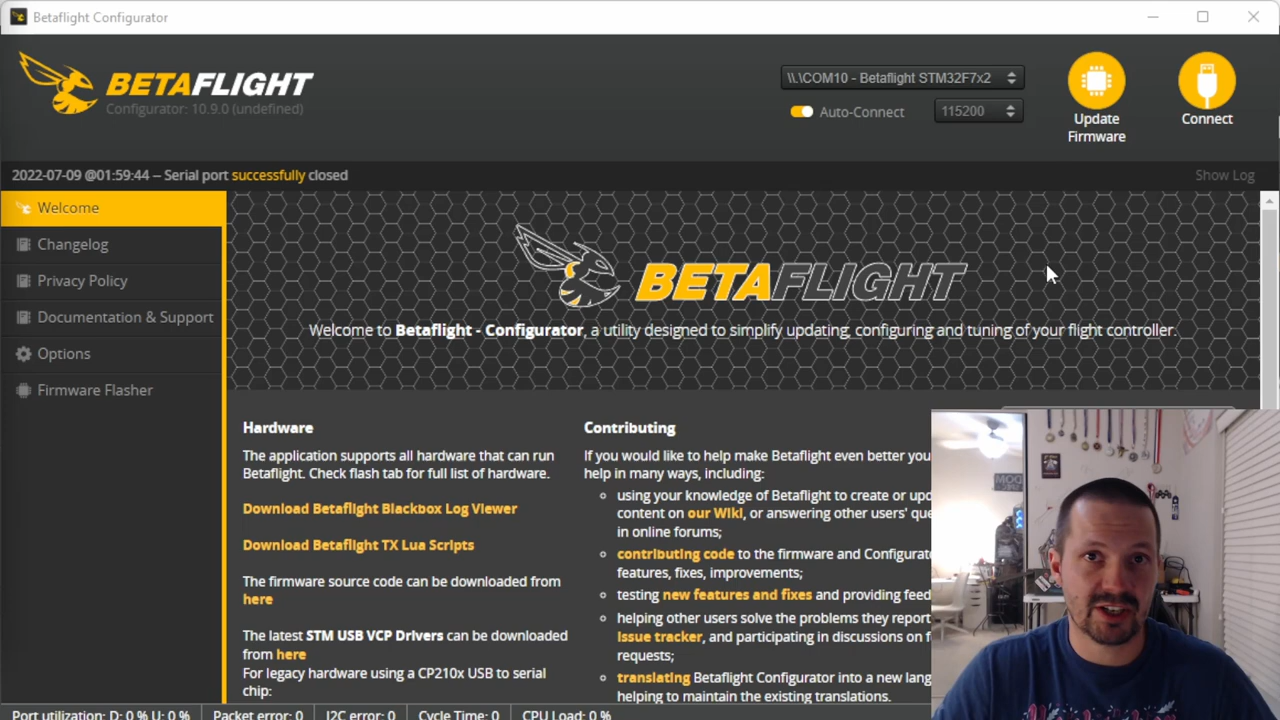 Betaflight Configurator
BETAFLIGHT
Configurator: 10.9.0 (undefined)
\\.\COM10 - Betaflight STM32F7x2
Auto-Connect
115200
Update
Firmware
Connect
2022-07-09 @01:59:44 -- Serial port successfully closed
Show Log
Welcome
Changelog
Privacy Policy
Documentation & Support
Options
Firmware Flasher
BETAFLIGHT
Welcome to Betaflight - Configurator, a utility designed to simplify updating, configuring and tuning of your flight controller.
Hardware
The application supports all hardware that can run
Betaflight. Check flash tab for full list of hardware.
Download Betaflight Blackbox Log Viewer
Download Betaflight TX Lua Scripts
The firmware source code can be downloaded from
here
The latest STM USB VCP Drivers can be downloaded
from here
For legacy hardware using a CP210x USB to serial
chip:
Contributing
If you would like to help make Betaflight even better you
help in many ways, including:
using your knowledge of Betaflight to create or upd
content on our Wiki, or answering other users' que
in online forums;
contributing code to the firmware and Configurato
features, fixes, improvements;
testing new features and fixes and providing feed
helping other users solve the problems they report
issue tracker, and participating in discussions on f
requests;
translating Betaflight Configurator into a new lang
helping to maintain the existing translations.
Port utilization: D: 0 % U: 0 %
Packet error: 0
I2C error: 0
Cycle Time: 0
CPU Load: 0 %